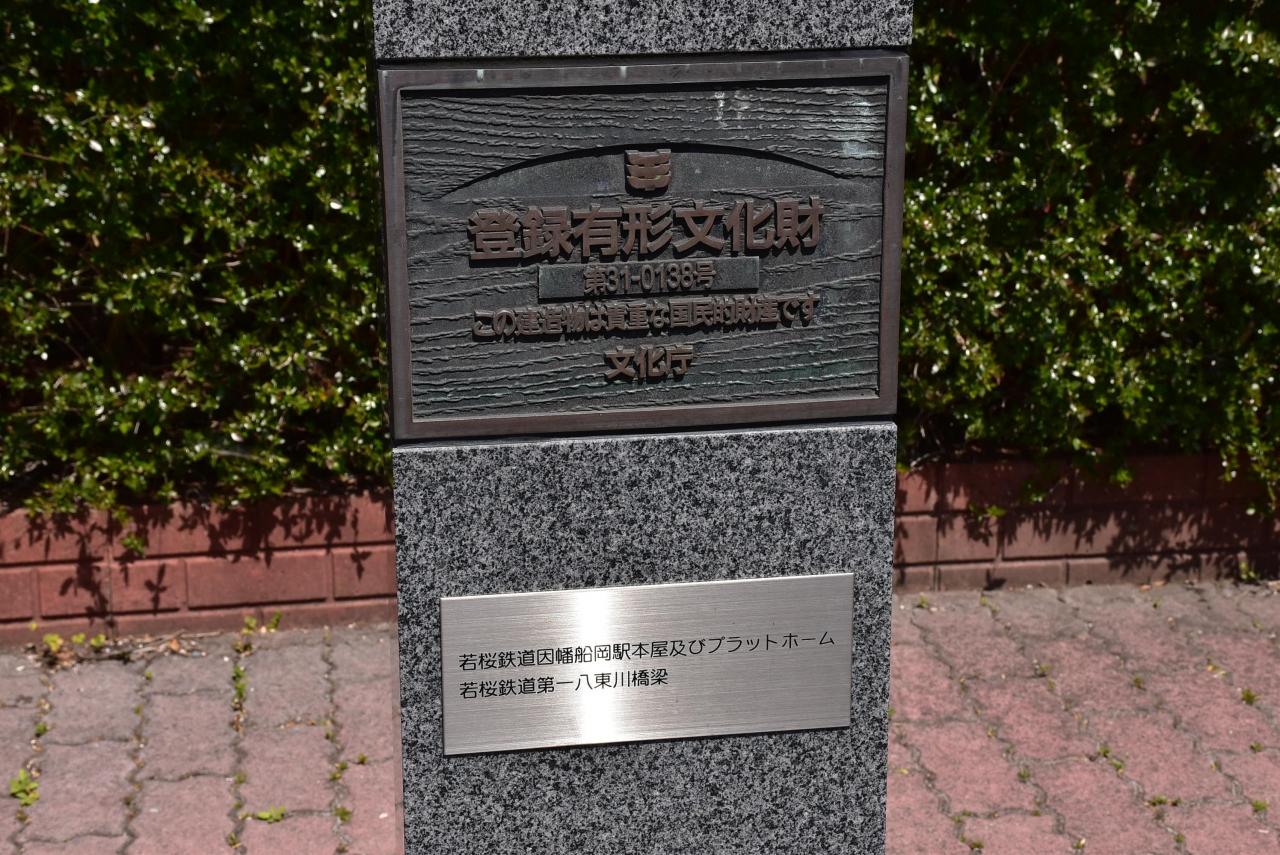 登録有形文化財
第31-0138号
この建造物は貴重な国民的財産です
文化庁
若桜鉄道因幡船岡駅本屋及びプラットホーム
若桜鉄道第一八東川橋梁